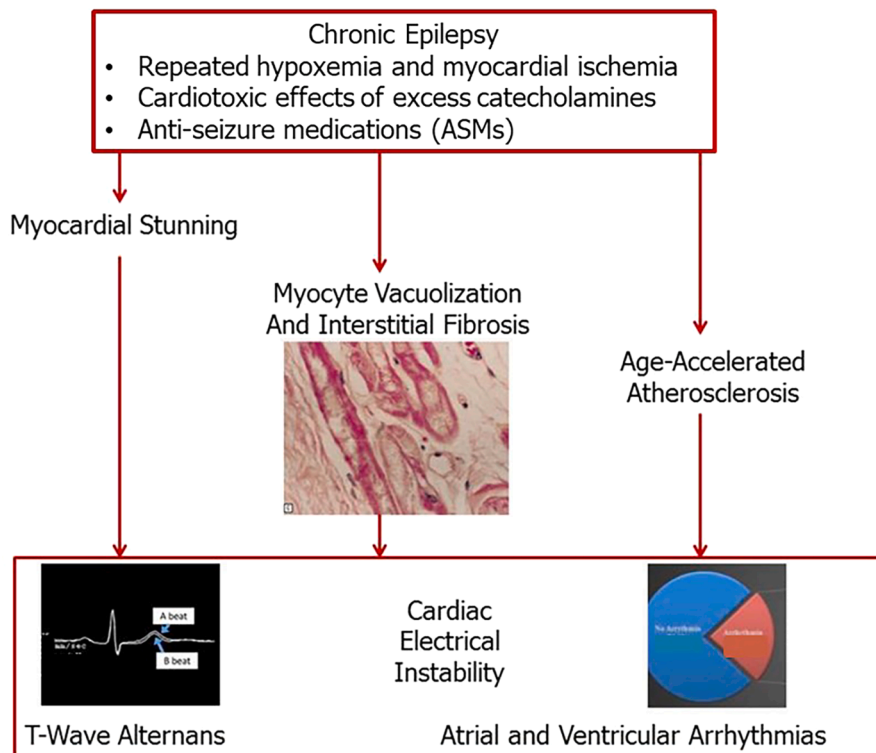 Chronic Epilepsy
• Repeated hypoxemia and myocardial ischemia
• Cardiotoxic effects of excess catecholamines
• Anti-seizure medications (ASMs)
Myocardial Stunning
Myocyte Vacuolization
And Interstitial Fibrosis
Age-Accelerated
Atherosclerosis
A beat
B beat
No Arrythmia
Arrhythmia
Cardiac
Electrical
Instability
T-Wave Alternans
Atrial and Ventricular Arrhythmias